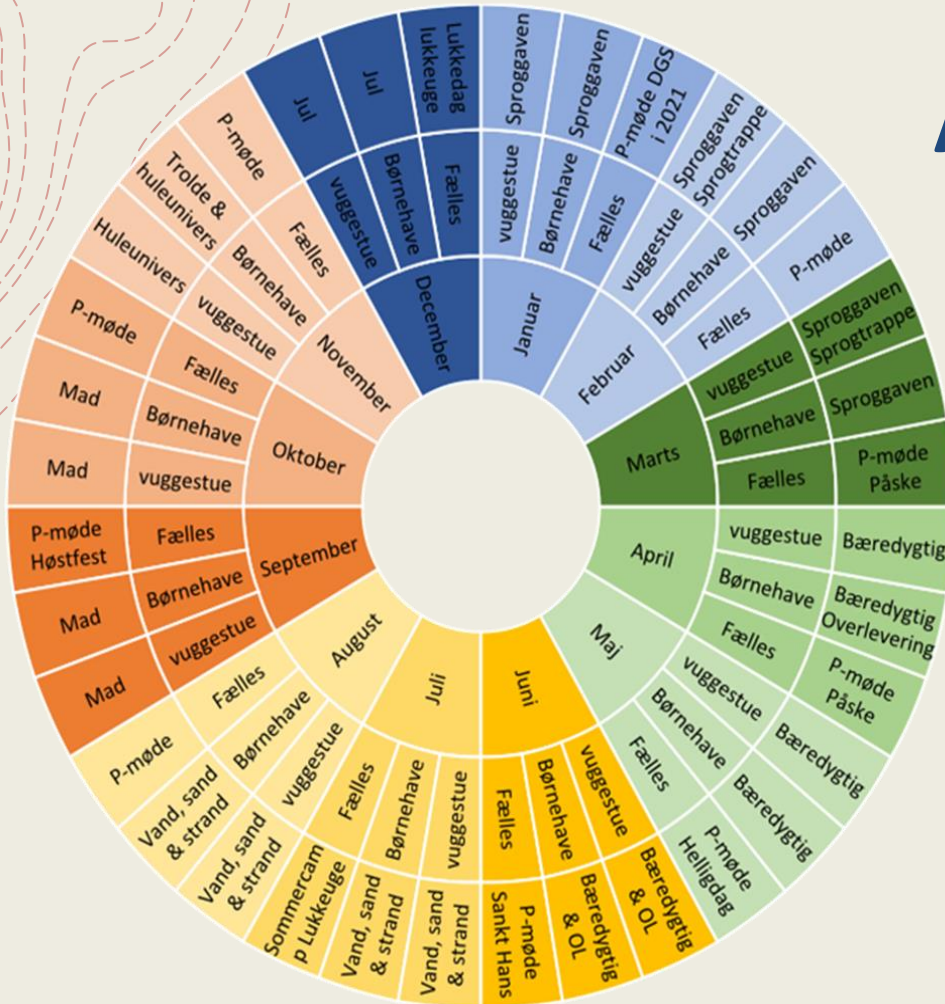 Januar
vuggestue
Sproggaven
Børnehave
Sproggaven
Fælles
P-møde DGS
i 2021
Februar
vuggestue
Sproggaven
Sprogtrappe
Børnehave
Sproggaven
Fælles
P-møde
Marts
vuggestue
Sproggaven
Sprogtrappe
Børnehave
Sproggaven
Fælles
P-møde
Påske
April
vuggestue
Bæredygtig
Børnehave
Bæredygtig
Overlevering
Fælles
P-møde
Påske
Maj
vuggestue
Bæredygtig
Børnehave
Bæredygtig
Fælles
P-møde
Helligdag
Juni
vuggestue
Bæredygtig
& OL
Børnehave
Bæredygtig
& OL
Fælles
P-møde
Sankt Hans
Juli
vuggestue
Vand, sand
& strand
Børnehave
Vand, sand
& strand
Fælles
Sommercam
p Lukkeuge
August
vuggestue
Vand, sand
& strand
Børnehave
Vand, sand
& strand
Fælles
P-møde
September
vuggestue
Mad
Børnehave
Mad
Fælles
P-møde
Høstfest
Oktober
vuggestue
Mad
Børnehave
Mad
Fælles
P-møde
November
vuggestue
Huleunivers
Børnehave
Trolde &
huleunivers
Fælles
P-møde
December
vuggestue
Jul
Børnehave
Jul
Fælles
Lukkedag
lukkeuge